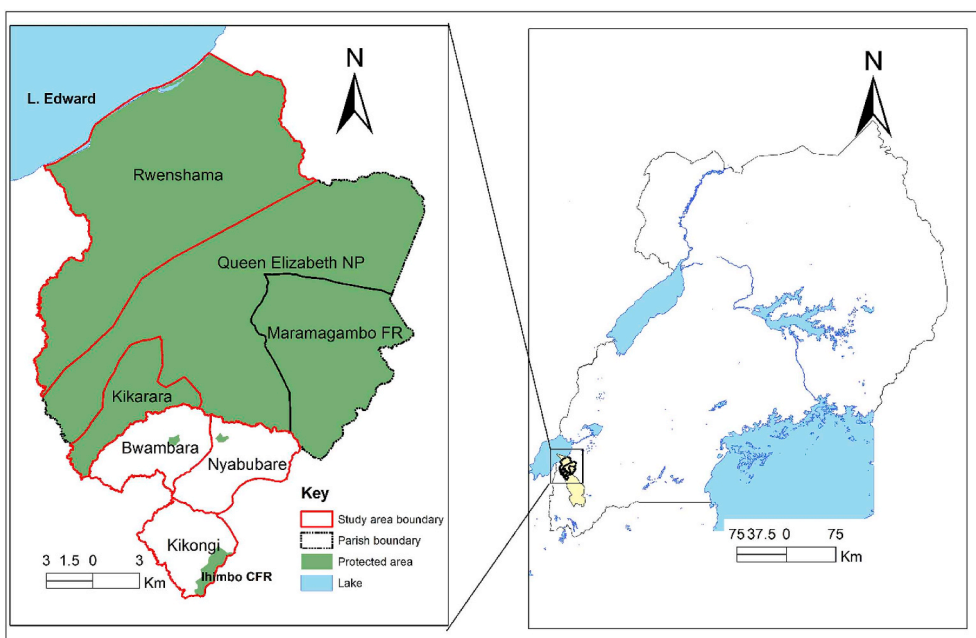 N
L. Edward
Rwenshama
Queen Elizabeth NP
Maramagambo FR
Kikarara
Bwambara
Nyabubare
Kikongi
Ihimbo CFR
Key
Study area boundary
Parish boundary
Protected area
Lake
3 1.5 0 3
Km
N
75 37.5 0 75
Km